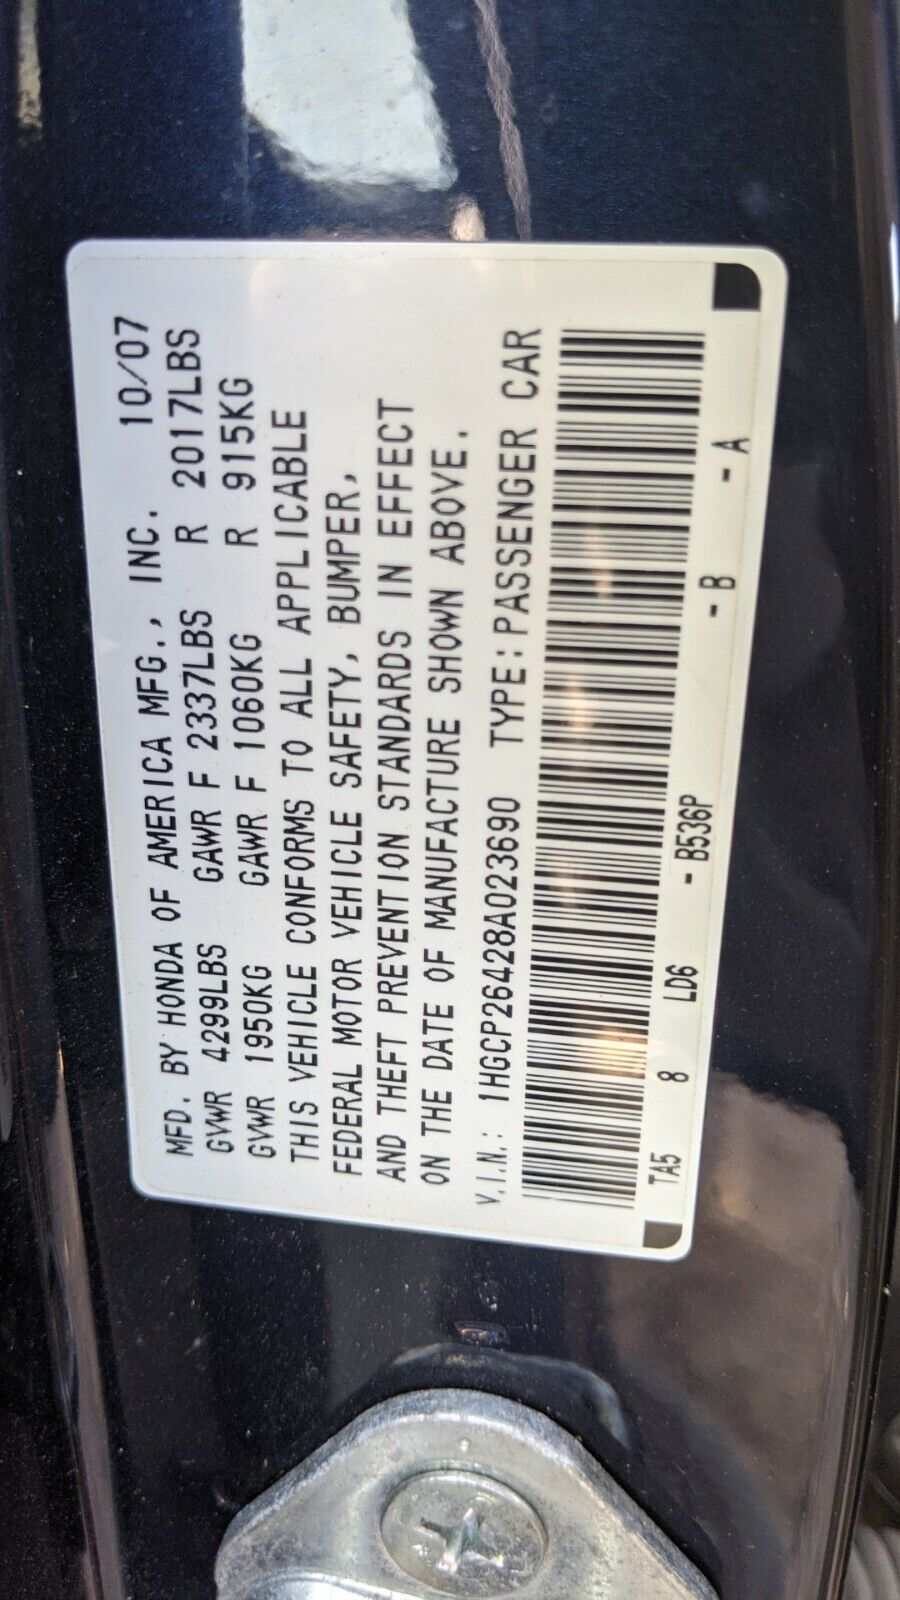 MFD. BY HONDA OF AMERICA MFG., INC. 10/07
GVWR 4299LBS GAWR F 2337LBS R 2017LBS
GVWR 1950KG GAWR F 1060KG R 915KG
THIS VEHICLE CONFORMS TO ALL APPLICABLE
FEDERAL MOTOR VEHICLE SAFETY, BUMPER,
AND THEFT PREVENTION STANDARDS IN EFFECT
ON THE DATE OF MANUFACTURE SHOWN ABOVE.
V.I.N.: 1HGCP26428A023690 TYPE:PASSENGER CAR
TA5 8 LD6 - B536P - B - A